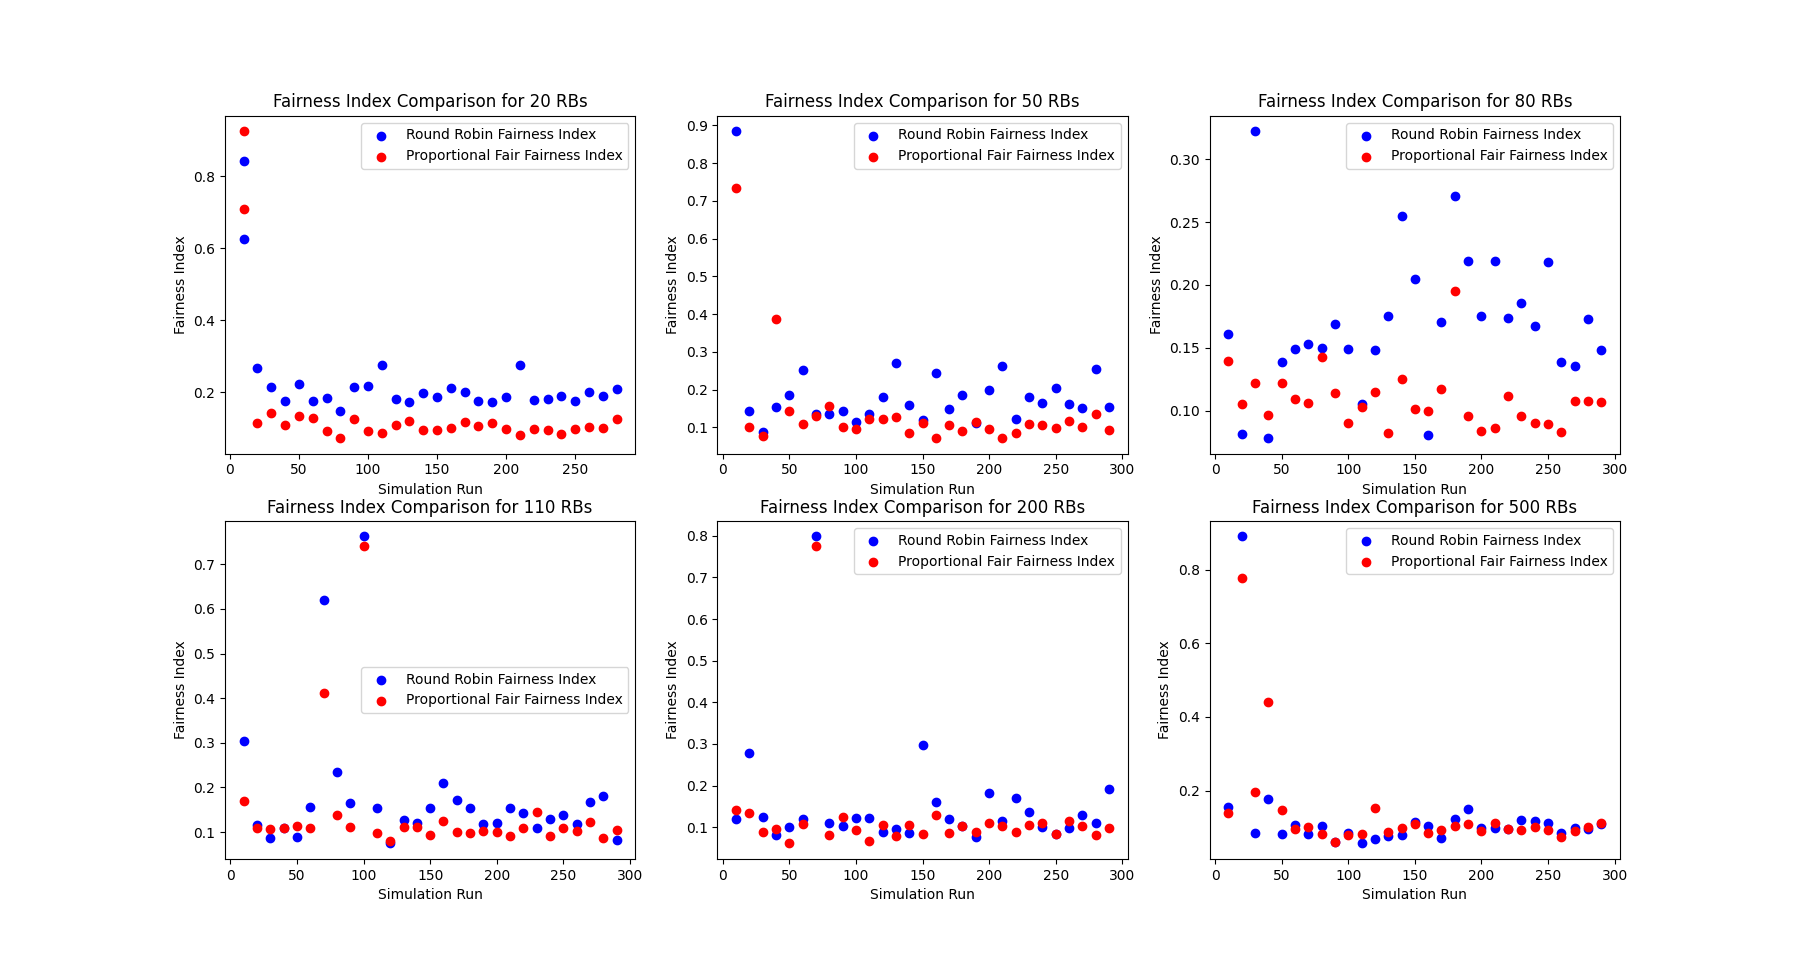 Fairness Index Comparison for 20 RBs
Fairness Index
0.8
0.6
0.4
0.2
Round Robin Fairness Index
Proportional Fair Fairness Index
0 50 100 150 200 250
Simulation Run
Fairness Index Comparison for 50 RBs
Fairness Index
0.9
0.8
0.7
0.6
0.5
0.4
0.3
0.2
0.1
Round Robin Fairness Index
Proportional Fair Fairness Index
0 50 100 150 200 250 300
Simulation Run
Fairness Index Comparison for 80 RBs
Fairness Index
0.30
0.25
0.20
0.15
0.10
Round Robin Fairness Index
Proportional Fair Fairness Index
0 50 100 150 200 250 300
Simulation Run
Fairness Index Comparison for 110 RBs
Fairness Index
0.7
0.6
0.5
0.4
0.3
0.2
0.1
Round Robin Fairness Index
Proportional Fair Fairness Index
0 50 100 150 200 250 300
Simulation Run
Fairness Index Comparison for 200 RBs
Fairness Index
0.8
0.7
0.6
0.5
0.4
0.3
0.2
0.1
Round Robin Fairness Index
Proportional Fair Fairness Index
0 50 100 150 200 250 300
Simulation Run
Fairness Index Comparison for 500 RBs
Fairness Index
0.8
0.6
0.4
0.2
Round Robin Fairness Index
Proportional Fair Fairness Index
0 50 100 150 200 250 300
Simulation Run